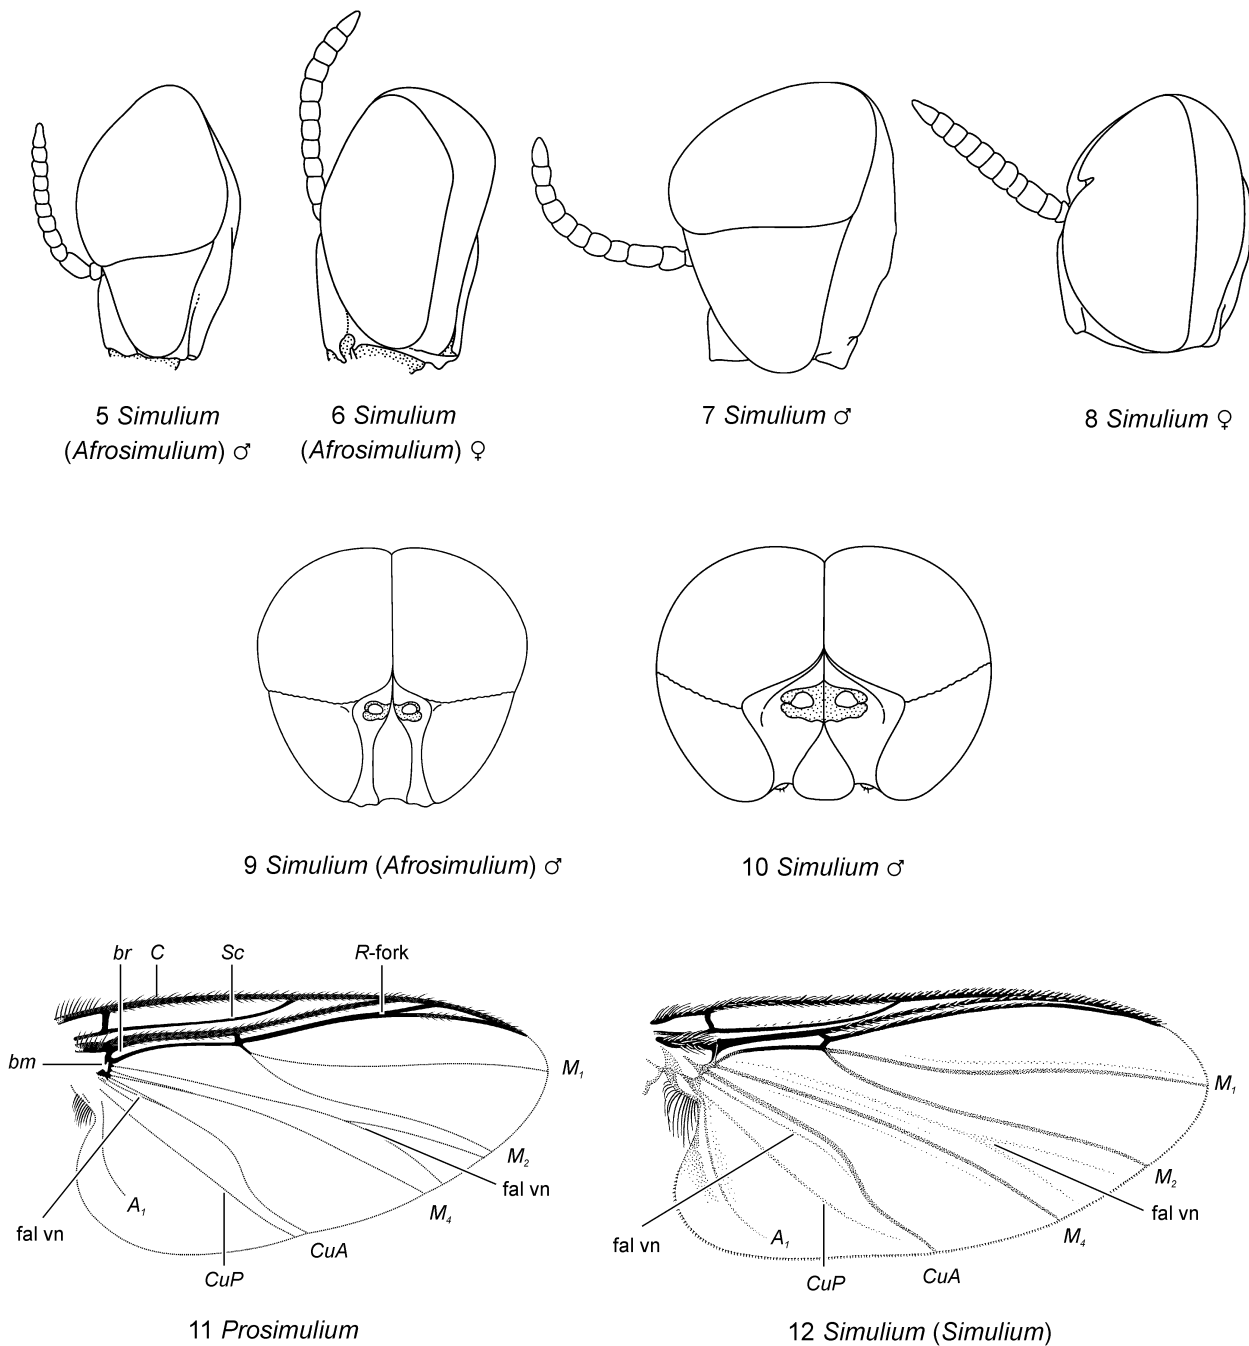 5 Simulium
(Afrosimulium) ♂
6 Simulium
(Afrosimulium) ♀
7 Simulium ♂
8 Simulium ♀
9 Simulium (Afrosimulium) ♂
10 Simulium ♂
br
C
Sc
R-fork
bm
M1
M2
fal vn
M4
CuA
CuP
A1
fal vn
11 Prosimulium
M1
M2
fal vn
M4
CuA
CuP
A1
fal vn
12 Simulium (Simulium)